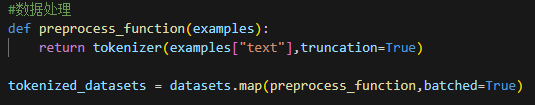 #数据处理
def preprocess_function(examples):
    return tokenizer(examples["text"],truncation=True)
tokenized_datasets = datasets.map(preprocess_function,batched=True)